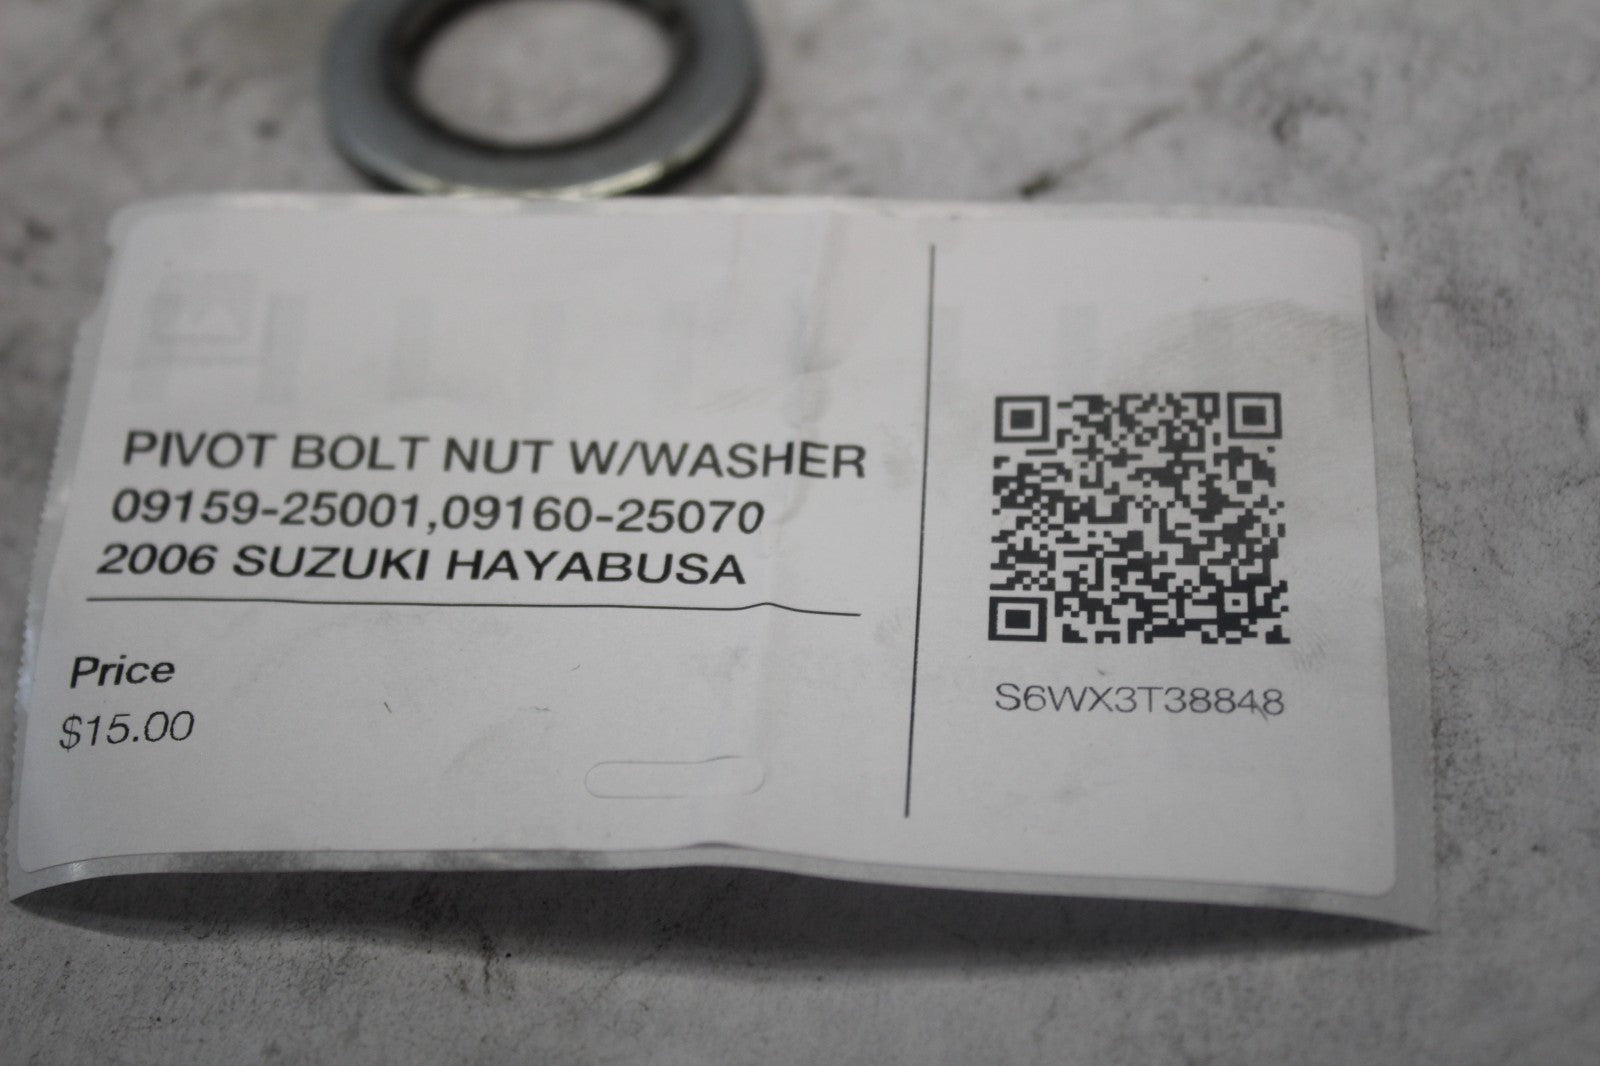 PIVOT BOLT NUT W/WASHER
09159-25001,09160-25070
2006 SUZUKI HAYABUSA
Price
$15.00
S6WX3T38848